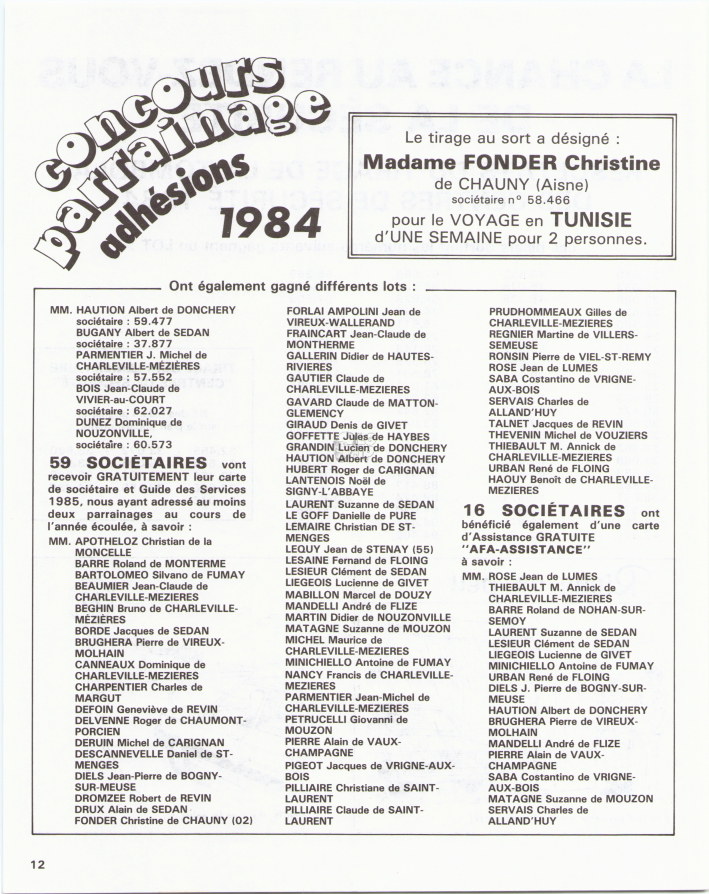 concours
parrainage
adhesions
1984
Le tirage au sort a désigné :
Madame FONDER Christine
de CHAUNY (Aisne)
sociétaire n° 58.466
pour le VOYAGE en TUNISIE
d'UNE SEMAINE pour 2 personnes.
Ont également gagné différents lots :
MM. HAUTION Albert de DONCHERY
sociétaire : 59.477
BUGANY Albert de SEDAN
sociétaire : 37.877
PARMENTIER J. Michel de
CHARLEVILLE-MÉZIÈRES
sociétaire : 57.552
BOIS Jean-Claude de
VIVIER-au-COURT
sociétaire : 62.027
DUNEZ Dominique de
NOUZONVILLE,
sociétaire : 60.573
59 SOCIÉTAIRES vont
recevoir GRATUITEMENT leur carte
de sociétaire et Guide des Services
1985, nous ayant adressé au moins
deux parrainages au cours de
l'année écoulée, à savoir :
MM. APOTHELOZ Christian de la
MONCELLE
BARRE Roland de MONTERME
BARTOLOMEO Silvano de FUMAY
BEAUMIER Jean-Claude de
CHARLEVILLE-MEZIERES
BEGHIN Bruno de CHARLEVILLE-
MÉZIÈRES
BORDE Jacques de SEDAN
BRUGHERA Pierre de VIREUX-
MOLHAIN
CANNEAUX Dominique de
CHARLEVILLE-MEZIERES
CHARPENTIER Charles de
MARGUT
DEFOIN Geneviève de REVIN
DELVENNE Roger de CHAUMONT-
PORCIEN
DERUIN Michel de CARIGNAN
DESCANNEVELLE Daniel de ST-
MENGES
DIELS Jean-Pierre de BOGNY-
SUR-MEUSE
DROMZEE Robert de REVIN
DRUX Alain de SEDAN
FONDER Christine de CHAUNY (02)
FORLAI AMPOLINI Jean de
VIREUX-WALLERAND
FRAINCART Jean-Claude de
MONTHERME
GALLERIN Didier de HAUTES-
RIVIERES
GAUTIER Claude de
CHARLEVILLE-MEZIERES
GAVARD Claude de MATTON-
GLEMENCY
GIRAUD Denis de GIVET
GOFFETTE Jules de HAYBES
GRANDIN Lucien de DONCHERY
HAUTION Albert de DONCHERY
HUBERT Roger de CARIGNAN
LANTENOIS Noël de
SIGNY-L'ABBAYE
LAURENT Suzanne de SEDAN
LE GOFF Danielle de PURE
LEMAIRE Christian DE ST-
MENGES
LEQUY Jean de STENAY (55)
LESAINE Fernand de FLOING
LESIEUR Clément de SEDAN
LIEGEOIS Lucienne de GIVET
MABILLON Marcel de DOUZY
MANDELLI André de FLIZE
MARTIN Didier de NOUZONVILLE
MATAGNE Suzanne de MOUZON
MICHEL Maurice de
CHARLEVILLE-MEZIERES
MINICHIELLO Antoine de FUMAY
NANCY Francis de CHARLEVILLE-
MEZIERES
PARMENTIER Jean-Michel de
CHARLEVILLE-MEZIERES
PETRUCELLI Giovanni de
MOUZON
PIERRE Alain de VAUX-
CHAMPAGNE
PIGEOT Jacques de VRIGNE-AUX-
BOIS
PILLIAIRE Christiane de SAINT-
LAURENT
PILLIAIRE Claude de SAINT-
LAURENT
PRUDHOMMEAUX Gilles de
CHARLEVILLE-MEZIERES
REGNIER Martine de VILLERS-
SEMEUSE
RONSIN Pierre de VIEL-ST-REMY
ROSE Jean de LUMES
SABA Costantino de VRIGNE-
AUX-BOIS
SERVAIS Charles de
ALLAND'HUY
TALNET Jacques de REVIN
THEVENIN Michel de VOUZIERS
THIEBAULT M. Annick de
CHARLEVILLE-MEZIERES
URBAN René de FLOING
HAOUY Benoît de CHARLEVILLE-
MEZIERES
16 SOCIÉTAIRES ont
bénéficié également d'une carte
d'Assistance GRATUITE
"AFA-ASSISTANCE"
à savoir :
MM. ROSE Jean de LUMES
THIEBAULT M. Annick de
CHARLEVILLE-MEZIERES
BARRE Roland de NOHAN-SUR-
SEMOY
LAURENT Suzanne de SEDAN
LESIEUR Clément de SEDAN
LIEGEOIS Lucienne de GIVET
MINICHIELLO Antoine de FUMAY
URBAN René de FLOING
DIELS J. Pierre de BOGNY-SUR-
MEUSE
HAUTION Albert de DONCHERY
BRUGHERA Pierre de VIREUX-
MOLHAIN
MANDELLI André de FLIZE
PIERRE Alain de VAUX-
CHAMPAGNE
SABA Costantino de VRIGNE-
AUX-BOIS
MATAGNE Suzanne de MOUZON
SERVAIS Charles de
ALLAND'HUY
12